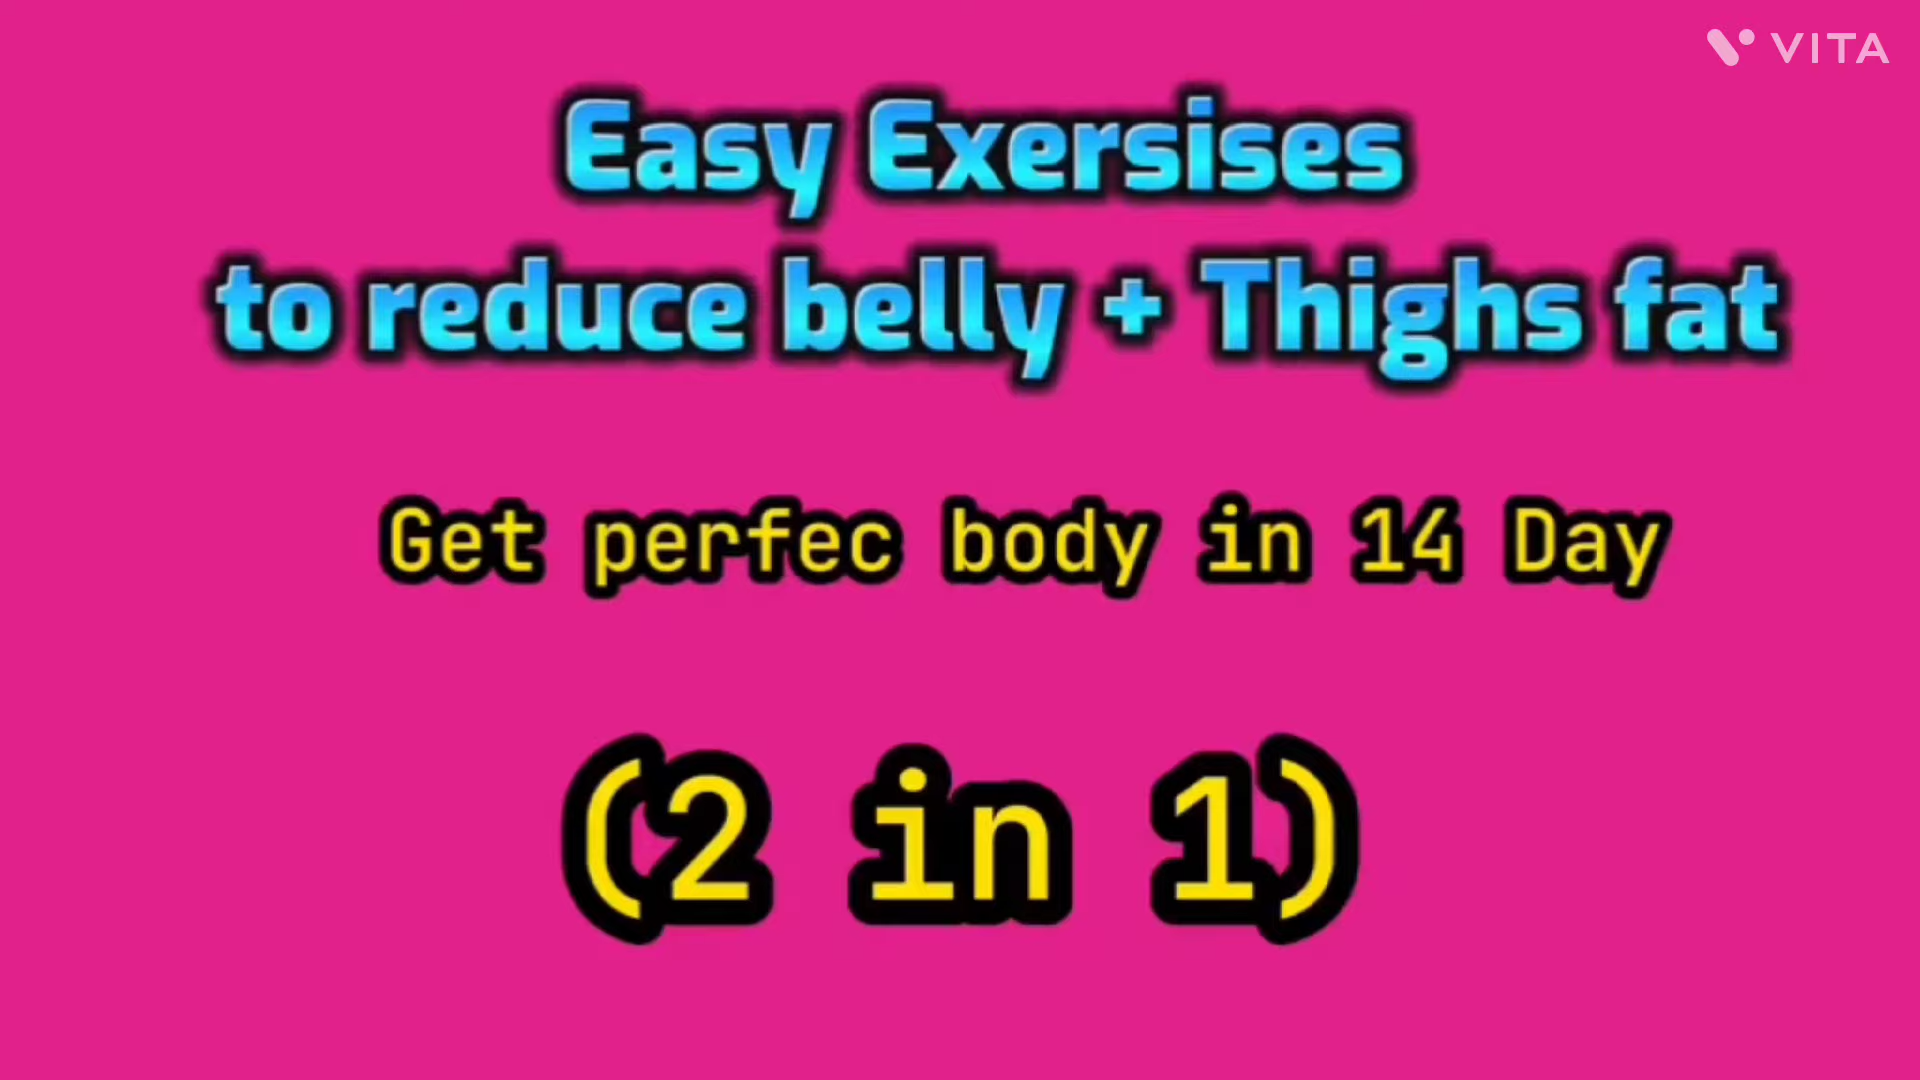 VITA
Easy Exersises
to reduce belly + Thighs fat
Get perfec body in 14 Day
(2 in 1)